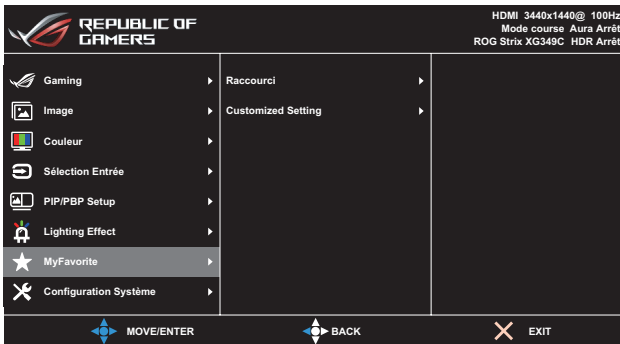 REPUBLIC OF
GAMERS
HDMI 3440x1440@ 100Hz
Mode course Aura Arrêt
ROG Strix XG349C HDR Arrêt
Gaming
Image
Couleur
Sélection Entrée
PIP/PBP Setup
Lighting Effect
MyFavorite
Configuration Système
Raccourci
Customized Setting
MOVE/ENTER
BACK
EXIT